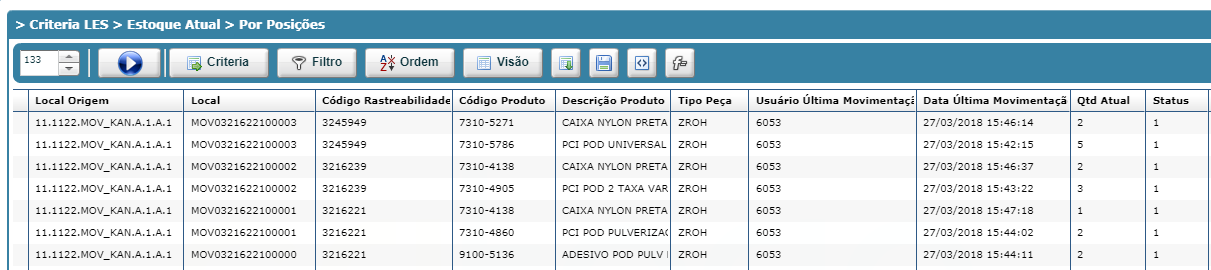 > Criteria LES > Estoque Atual > Por Posições
133 Criteria Filtro Ordem Visão
Local Origem Local Código Rastreabilidade Código Produto Descrição Produto Tipo Peça Usuário Última Movimentaçã Data Última Movimentaçã Qtd Atual Status
11.1122.MOV_KAN.A.1.A.1 MOV0321622100003 3245949 7310-5271 CAIXA NYLON PRETA ZROH 6053 27/03/2018 15:46:14 2 1
11.1122.MOV_KAN.A.1.A.1 MOV0321622100003 3245949 7310-5786 PCI POD UNIVERSAL ZROH 6053 27/03/2018 15:42:15 5 1
11.1122.MOV_KAN.A.1.A.1 MOV0321622100002 3216239 7310-4138 CAIXA NYLON PRETA ZROH 6053 27/03/2018 15:46:37 2 1
11.1122.MOV_KAN.A.1.A.1 MOV0321622100002 3216239 7310-4905 PCI POD 2 TAXA VAR ZROH 6053 27/03/2018 15:43:22 3 1
11.1122.MOV_KAN.A.1.A.1 MOV0321622100001 3216221 7310-4138 CAIXA NYLON PRETA ZROH 6053 27/03/2018 15:47:18 1 1
11.1122.MOV_KAN.A.1.A.1 MOV0321622100001 3216221 7310-4860 PCI POD PULVERIZAÇ ZROH 6053 27/03/2018 15:44:02 2 1
11.1122.MOV_KAN.A.1.A.1 MOV0321622100000 3216221 9100-5136 ADESIVO POD PULV ZROH 6053 27/03/2018 15:44:11 2 1